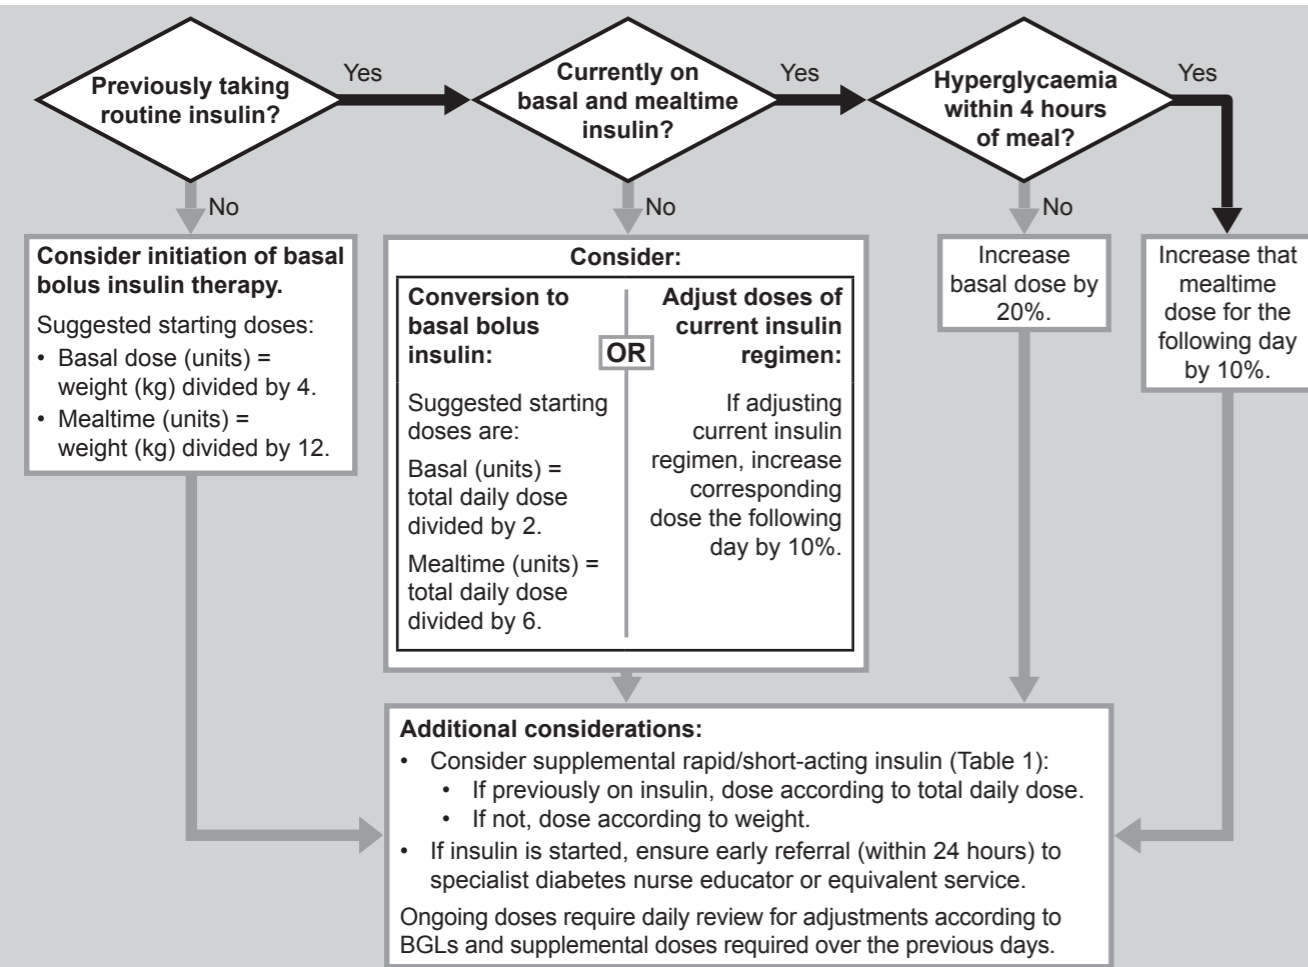 Previously taking
routine insulin?
Yes
Currently on
basal and mealtime
insulin?
Yes
Hyperglycaemia
within 4 hours
of meal?
Yes
No
No
No
Consider initiation of basal
bolus insulin therapy.
Suggested starting doses:
• Basal dose (units) =
weight (kg) divided by 4.
• Mealtime (units) =
weight (kg) divided by 12.
Consider:
Conversion to
basal bolus
insulin:
Suggested starting
doses are:
Basal (units) =
total daily dose
divided by 2.
Mealtime (units) =
total daily dose
divided by 6.
OR
Adjust doses of
current insulin
regimen:
If adjusting
current insulin
regimen, increase
corresponding
dose the following
day by 10%.
Increase
basal dose by
20%.
Increase that
mealtime
dose for the
following day
by 10%.
Additional considerations:
• Consider supplemental rapid/short-acting insulin (Table 1):
• If previously on insulin, dose according to total daily dose.
• If not, dose according to weight.
• If insulin is started, ensure early referral (within 24 hours) to
specialist diabetes nurse educator or equivalent service.
Ongoing doses require daily review for adjustments according to
BGLs and supplemental doses required over the previous days.